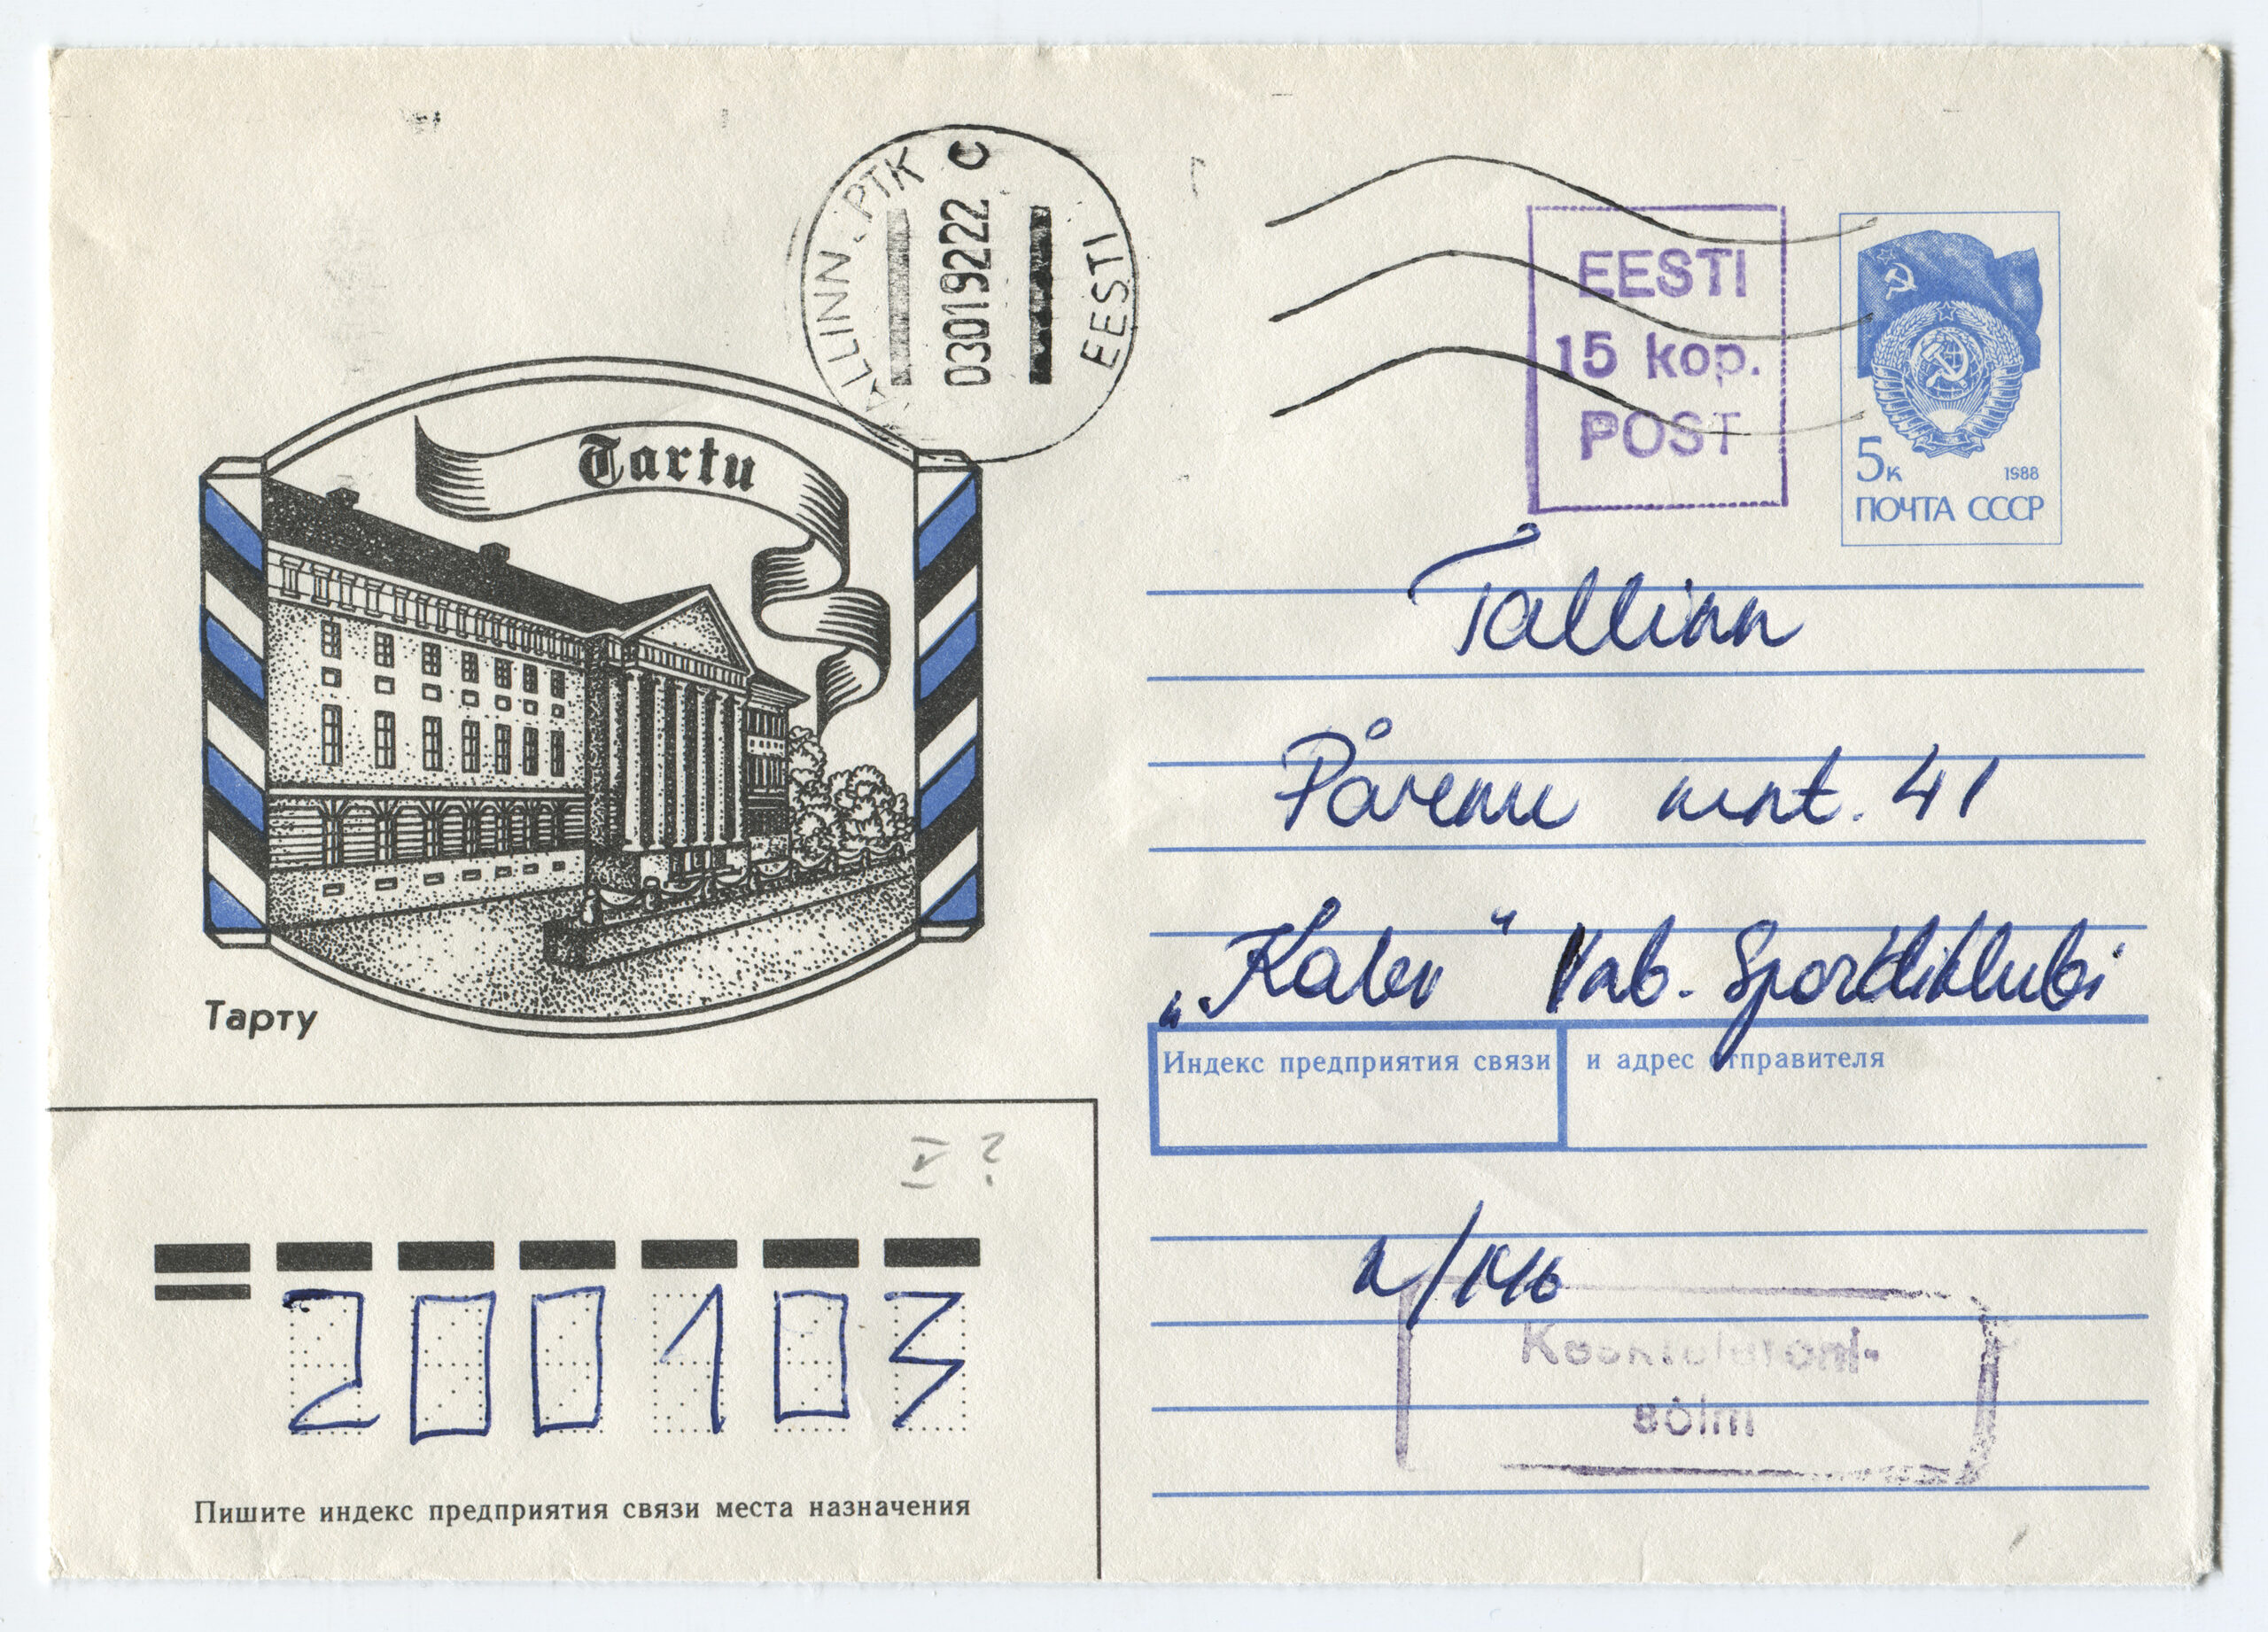 TALLINN PTK
C
03019222
EESTI
EESTI
15 kop.
POST
5к 1988
ПОЧТА СССР
Tartu
Тарту
Tallinn
Pärnu mnt. 41
„Kalev“ Vab. Spordiklubi
Индекс предприятия связи и адрес отправителя
V ?
200103
Пишите индекс предприятия связи места назначения
sõlm